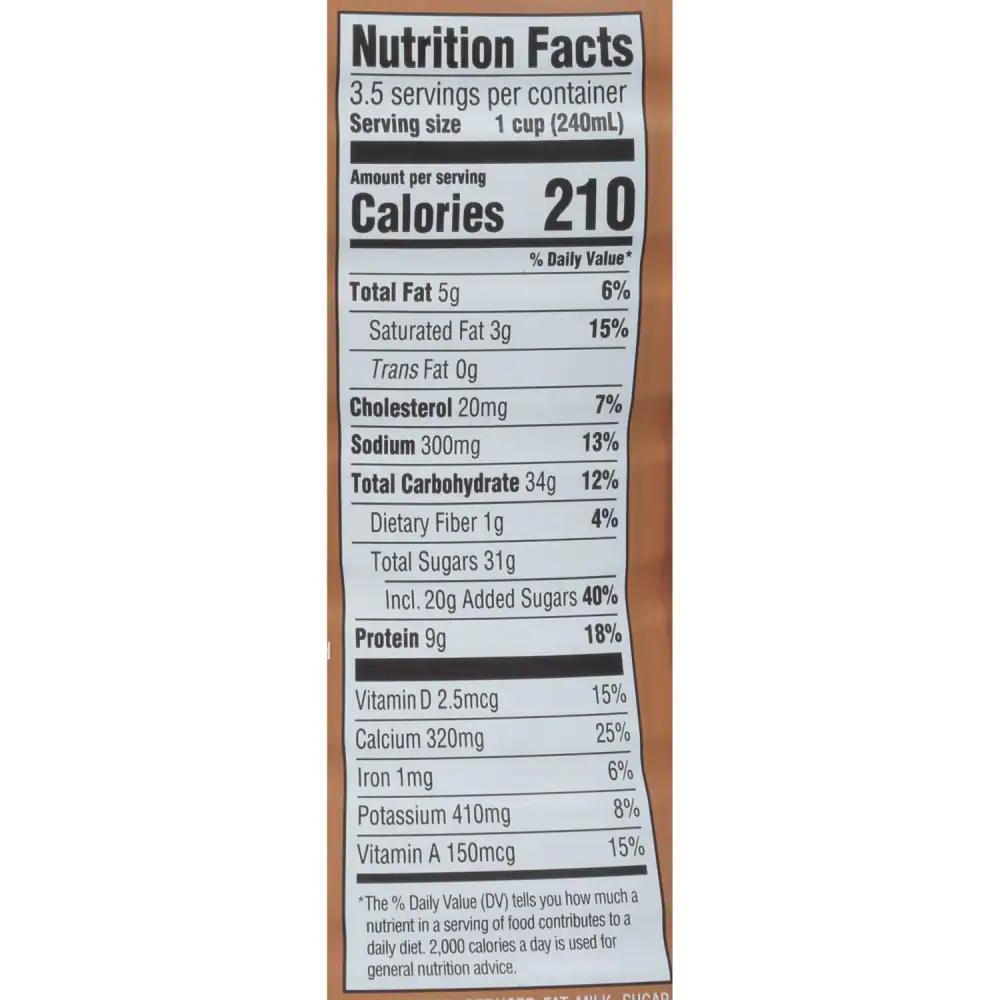 Nutrition Facts
3.5 servings per container
Serving size 1 cup (240mL)
Amount per serving
Calories 210
% Daily Value*
Total Fat 5g 6%
Saturated Fat 3g 15%
Trans Fat 0g
Cholesterol 20mg 7%
Sodium 300mg 13%
Total Carbohydrate 34g 12%
Dietary Fiber 1g 4%
Total Sugars 31g
Incl. 20g Added Sugars 40%
Protein 9g 18%
Vitamin D 2.5mcg 15%
Calcium 320mg 25%
Iron 1mg 6%
Potassium 410mg 8%
Vitamin A 150mcg 15%
*The % Daily Value (DV) tells you how much a
nutrient in a serving of food contributes to a
daily diet. 2,000 calories a day is used for
general nutrition advice.
REDUCED FAT MILK, SUGAR